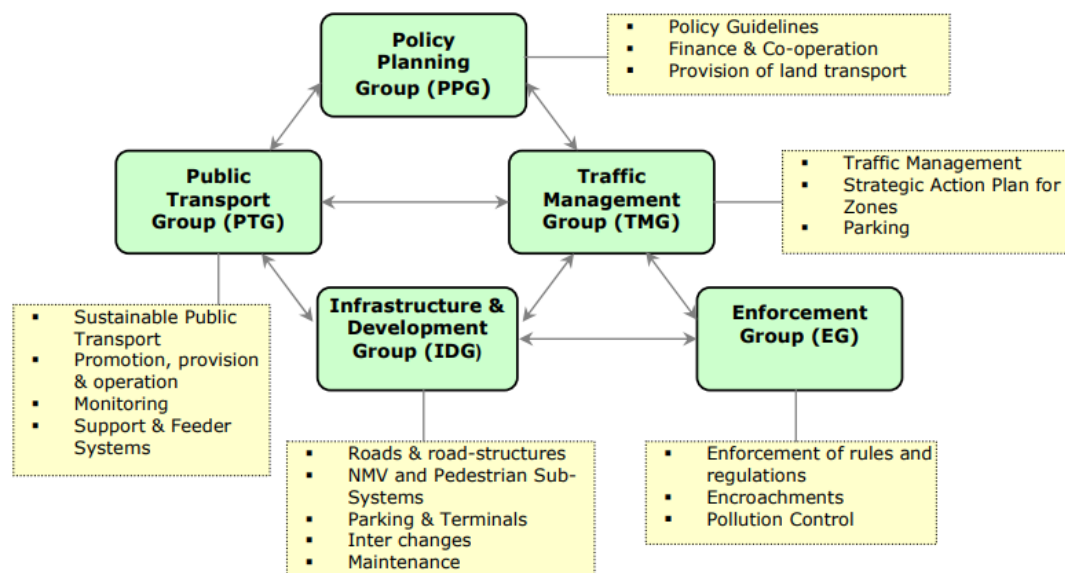 Policy
Planning
Group (PPG)
▪ Policy Guidelines
▪ Finance & Co-operation
▪ Provision of land transport
Public
Transport
Group (PTG)
Traffic
Management
Group (TMG)
▪ Traffic Management
▪ Strategic Action Plan for
Zones
▪ Parking
Infrastructure &
Development
Group (IDG)
Enforcement
Group (EG)
▪ Sustainable Public
Transport
▪ Promotion, provision
& operation
▪ Monitoring
▪ Support & Feeder
Systems
▪ Roads & road-structures
▪ NMV and Pedestrian Sub-
Systems
▪ Parking & Terminals
▪ Inter changes
▪ Maintenance
▪ Enforcement of rules and
regulations
▪ Encroachments
▪ Pollution Control